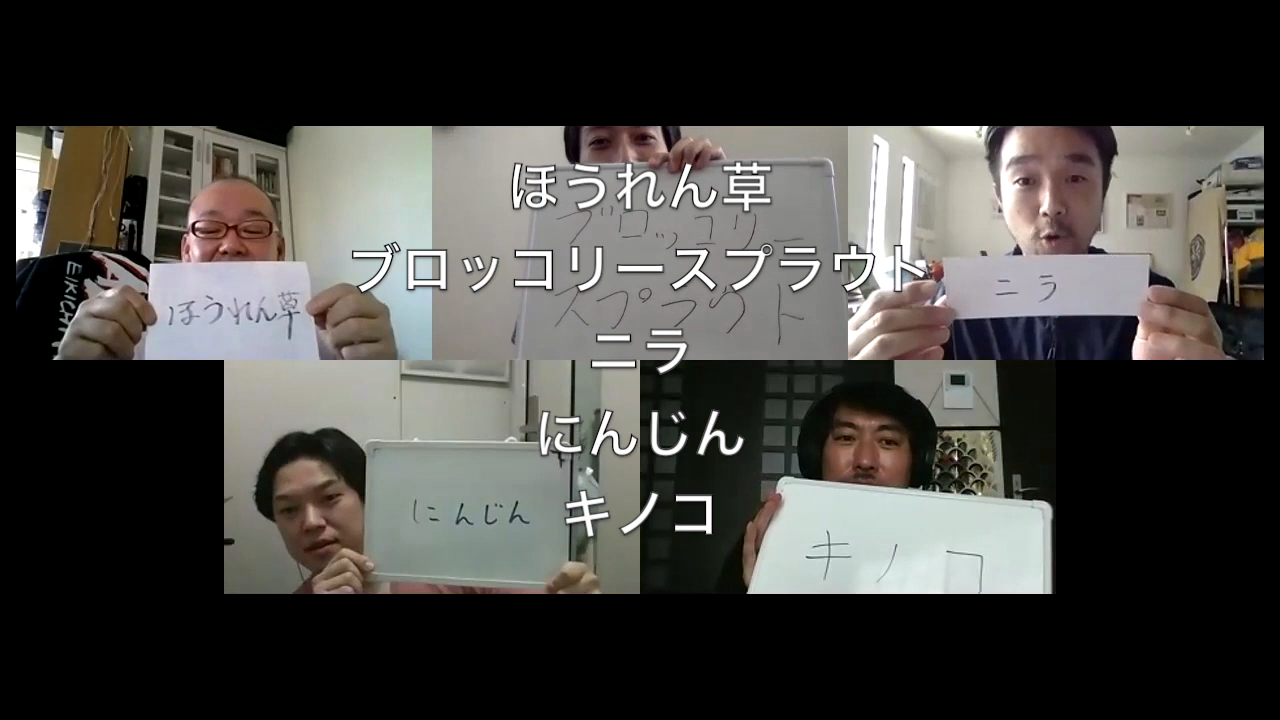 ほうれん草
ブロッコリースプラウト
ニラ
にんじん
キノコ
ほうれん草
ブロッコリー
スプラウト
ニラ
にんじん
キノコ
EIKICHI